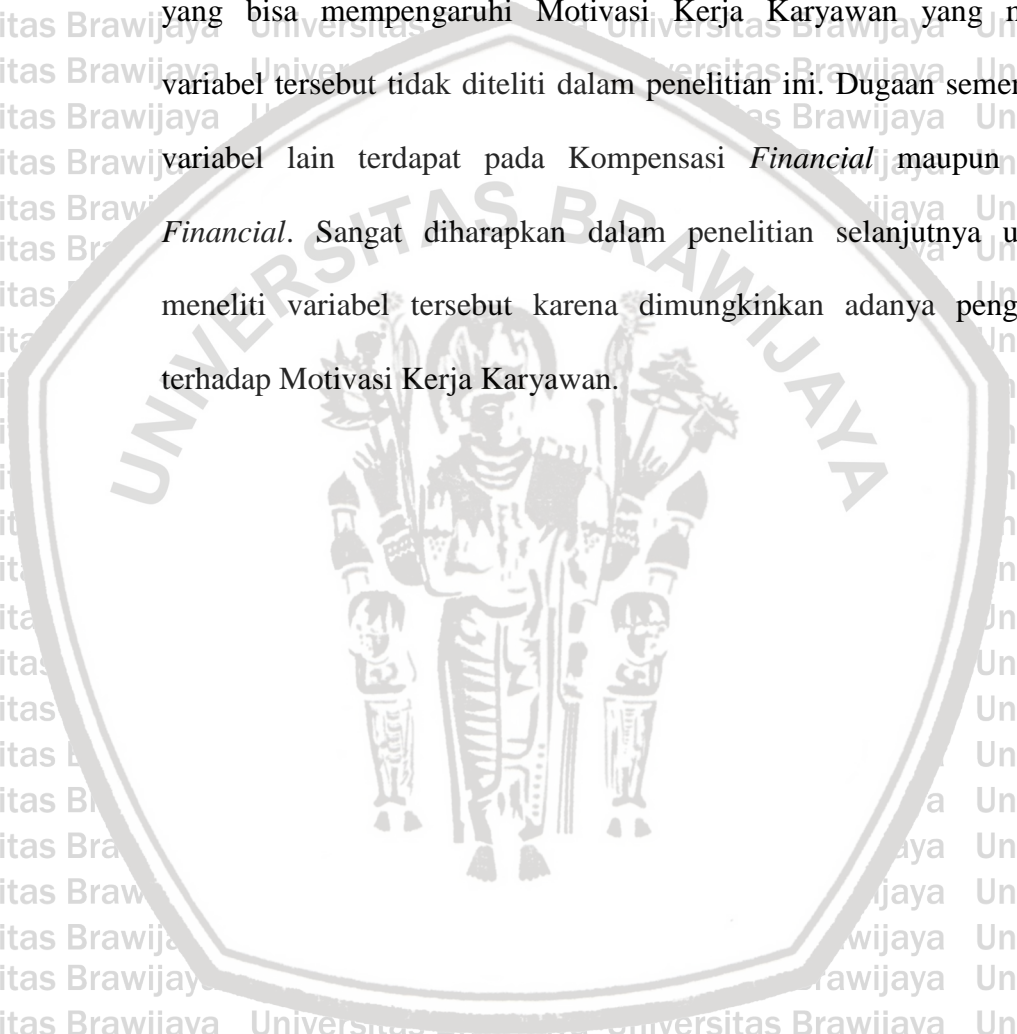 yang bisa mempengaruhi Motivasi Kerja Karyawan yang
variabel tersebut tidak diteliti dalam penelitian ini. Dugaan
variabel lain terdapat pada Kompensasi Financial maupun
Financial. Sangat diharapkan dalam penelitian selanjutnya
meneliti variabel tersebut karena dimungkinkan adanya
terhadap Motivasi Kerja Karyawan.
UNIVERSITAS BRAWIJAYA